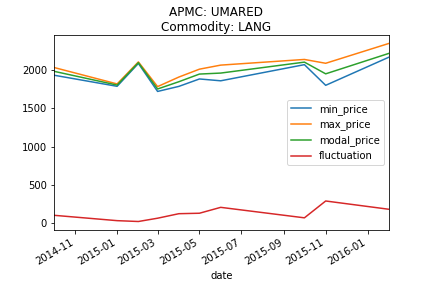 APMC: UMARED
Commodity: LANG
2000
1500
1000
500
0
min_price
max_price
modal_price
fluctuation
2014-11
2015-01
2015-03
2015-05
2015-07
2015-09
2015-11
2016-01
date